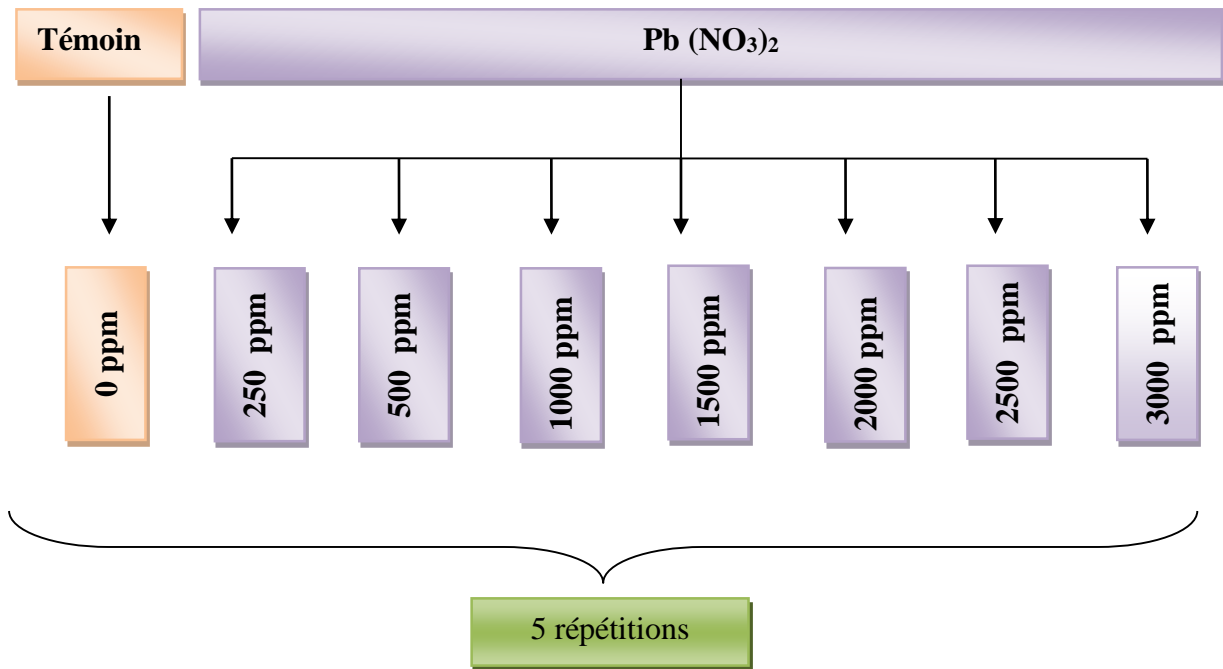 Témoin
Pb (NO₃)₂
0 ppm
250 ppm
500 ppm
1000 ppm
1500 ppm
2000 ppm
2500 ppm
3000 ppm
5 répétitions